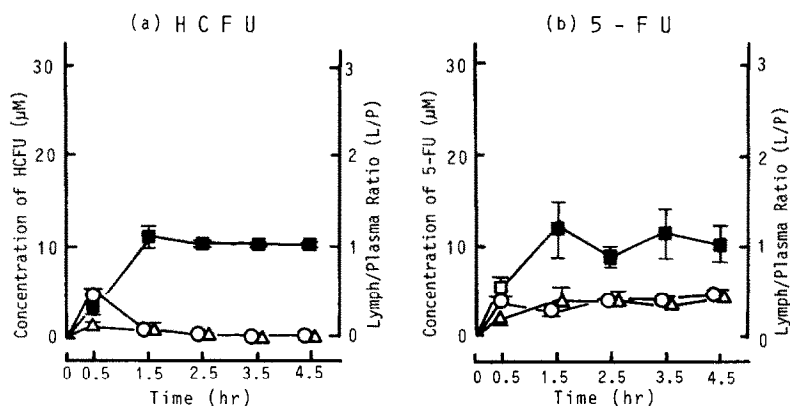 (a) HCFU
(b) 5-FU
Concentration of HCFU (μM)
30
20
10
0
3
2
1
0
Lymph/Plasma Ratio (L/P)
0 0.5 1.5 2.5 3.5 4.5
Time (hr)
Concentration of 5-FU (μM)
30
20
10
0
3
2
1
0
Lymph/Plasma Ratio (L/P)
0 0.5 1.5 2.5 3.5 4.5
Time (hr)